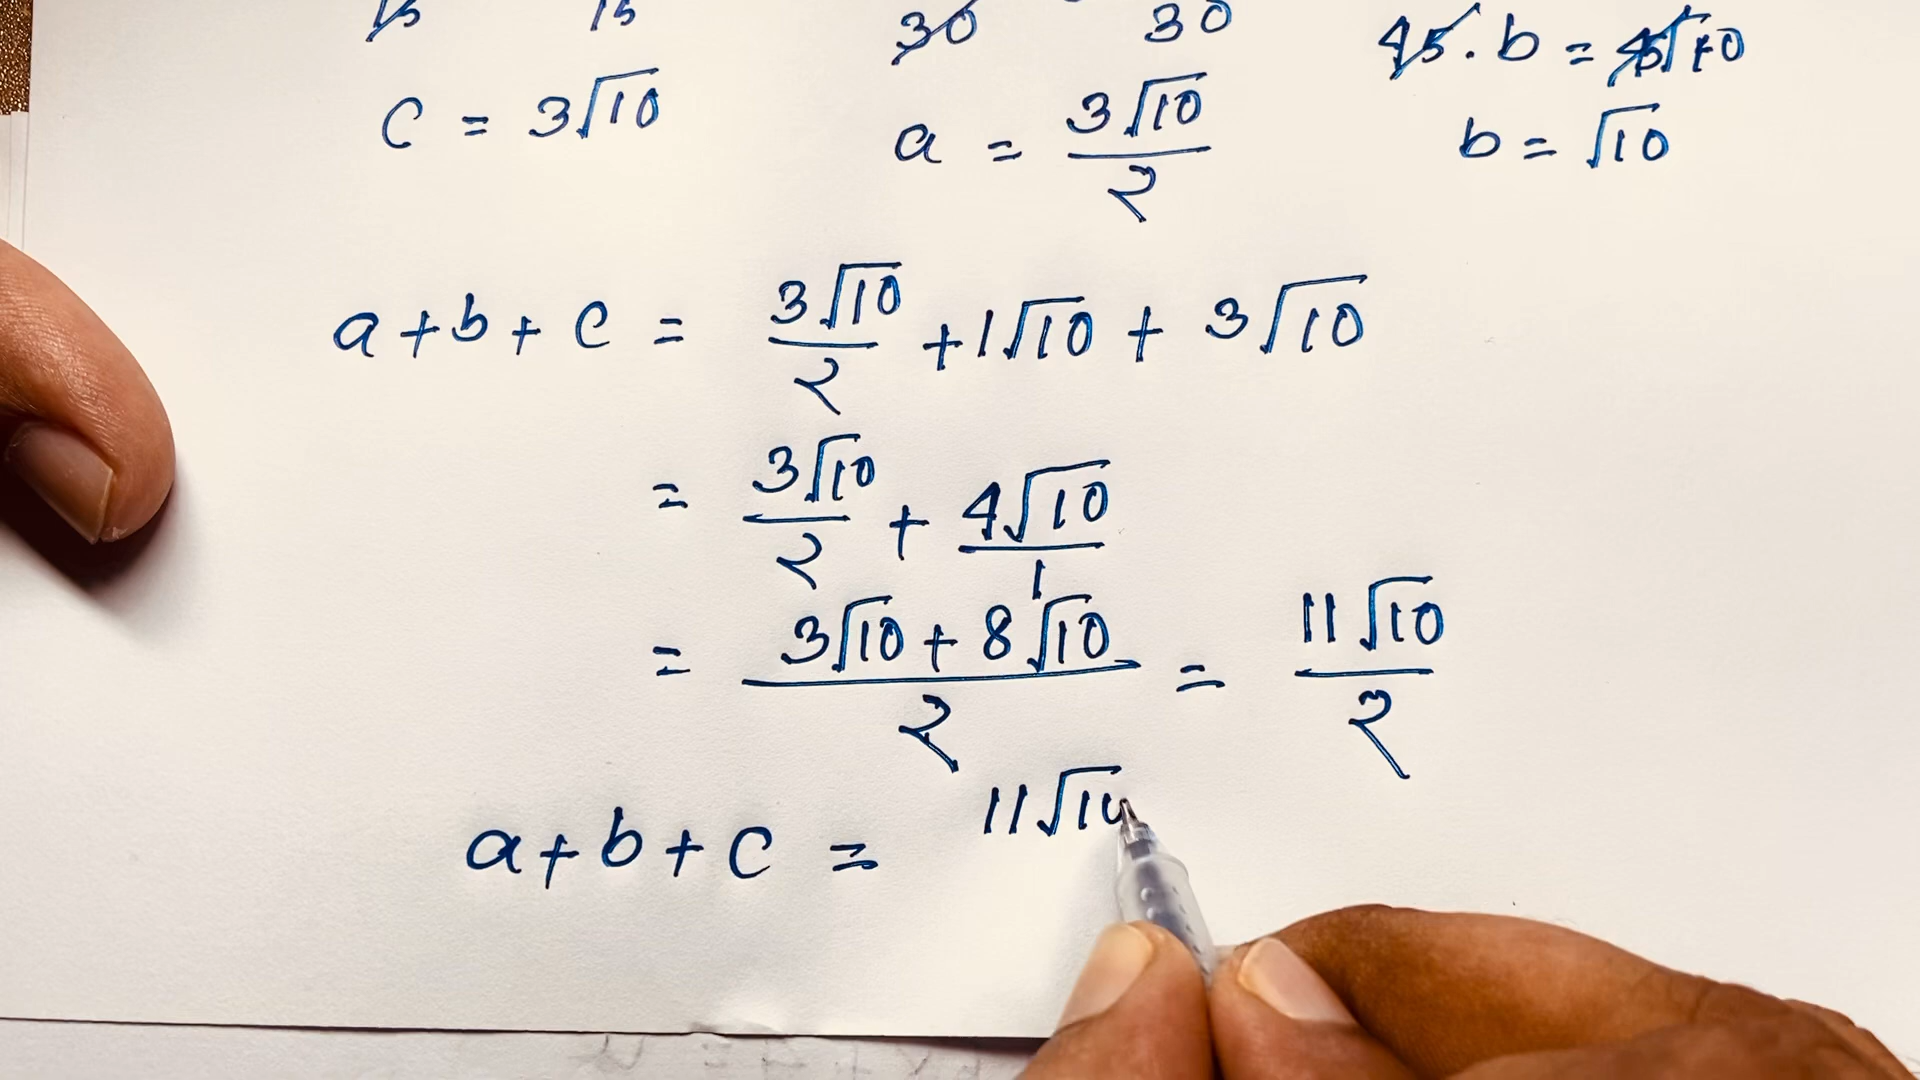 15 15 30 30 45 . b = 45√10
c = 3√10 a = 3√10/2 b = √10
a + b + c = 3√10/2 + 1√10 + 3√10
= 3√10/2 + 4√10/1
= (3√10 + 8√10)/2 = 11√10/2
a + b + c = 11√10